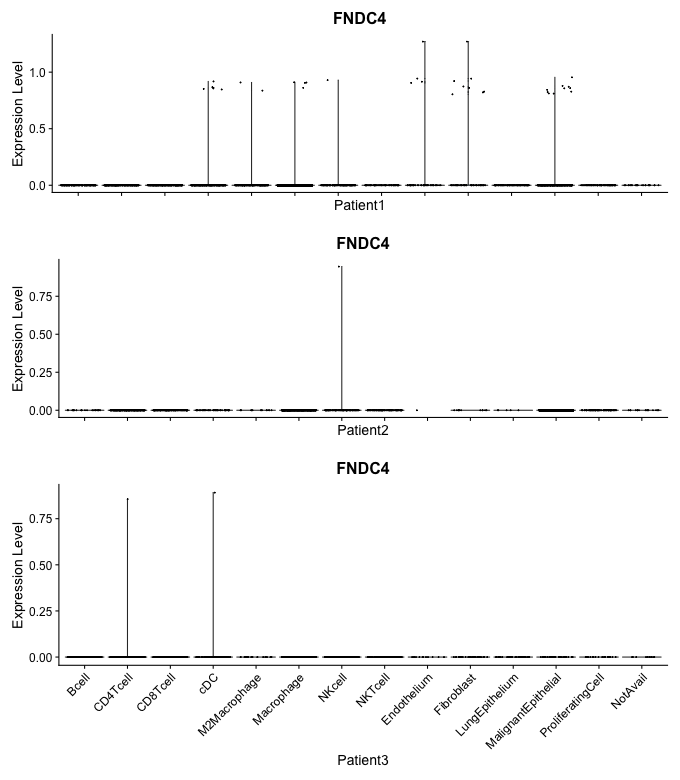 FNDC4
Expression Level
1.0
0.5
0.0
Patient1
FNDC4
Expression Level
0.75
0.50
0.25
0.00
Patient2
FNDC4
Expression Level
0.75
0.50
0.25
0.00
Bcell
CD4Tcell
CD8Tcell
cDC
M2Macrophage
Macrophage
NKcell
NKTcell
Endothelium
Fibroblast
LungEpithelium
MalignantEpithelial
ProliferatingCell
NotAvail
Patient3